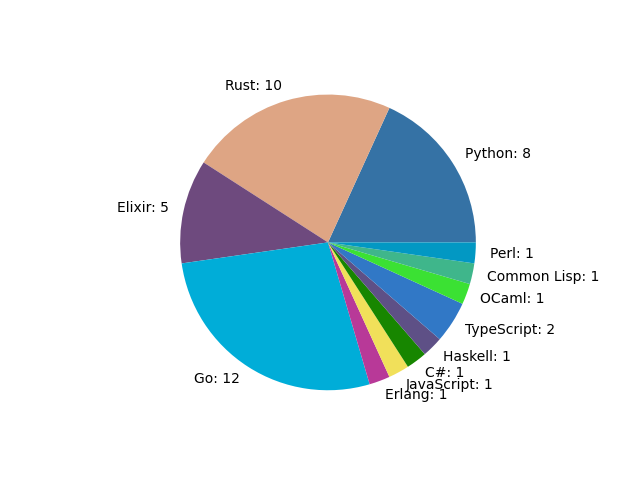 Rust: 10
Python: 8
Elixir: 5
Perl: 1
Common Lisp: 1
OCaml: 1
TypeScript: 2
Haskell: 1
C#: 1
Go: 12
JavaScript: 1
Erlang: 1